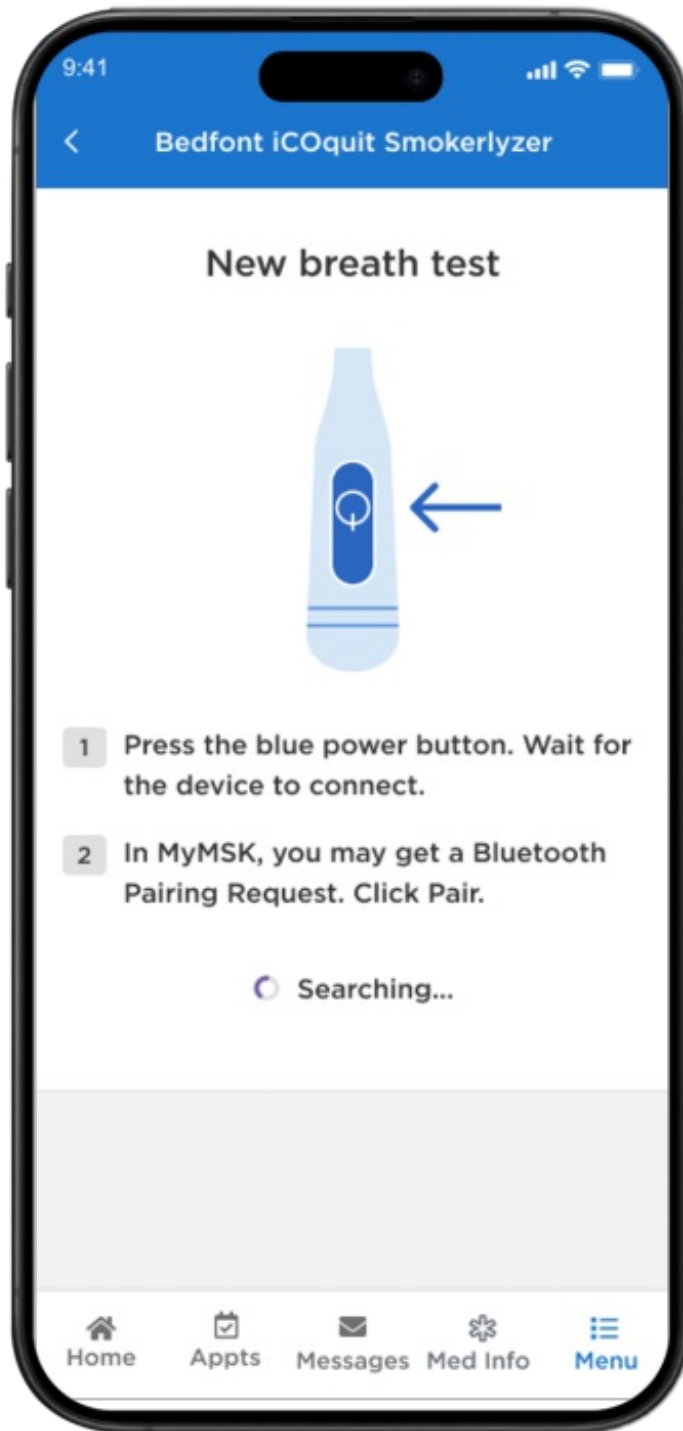 9:41
Bedfont iCOquit Smokerlyzer
New breath test
1 Press the blue power button. Wait for
the device to connect.
2 In MyMSK, you may get a Bluetooth
Pairing Request. Click Pair.
Searching...
Home Appts Messages Med Info Menu